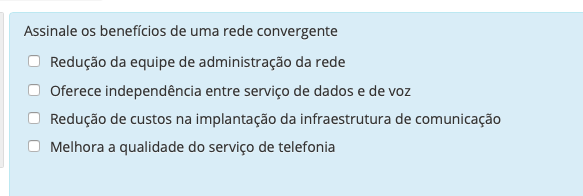 Assinale os benefícios de uma rede convergente
Redução da equipe de administração da rede
Oferece independência entre serviço de dados e de voz
Redução de custos na implantação da infraestrutura de comunicação
Melhora a qualidade do serviço de telefonia